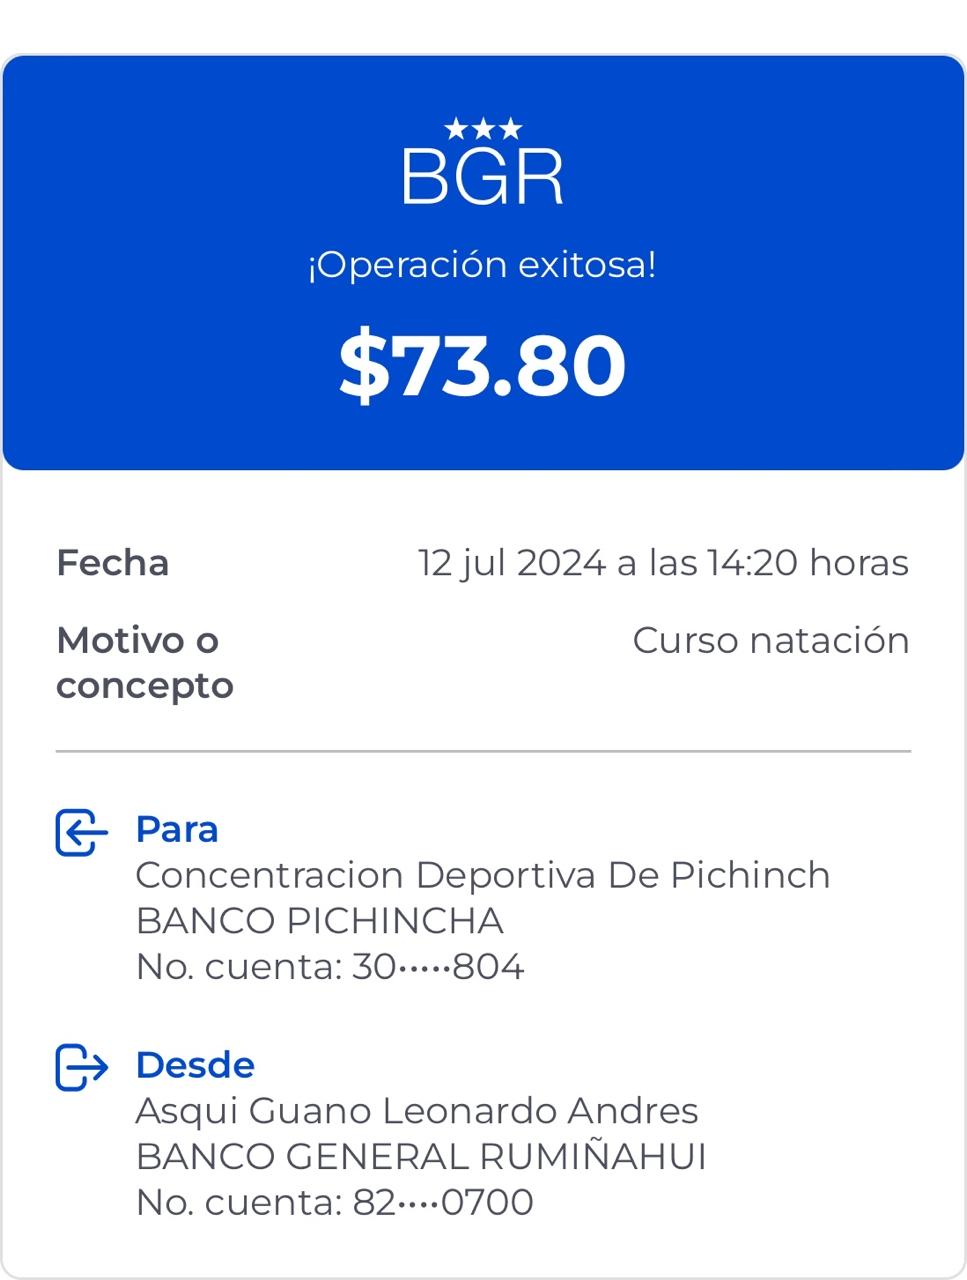 BGR
¡Operación exitosa!
$73.80
Fecha
12 jul 2024 a las 14:20 horas
Motivo o
concepto
Curso natación
Para
Concentracion Deportiva De Pichinch
BANCO PICHINCHA
No. cuenta: 30•••••804
Desde
Asqui Guano Leonardo Andres
BANCO GENERAL RUMIÑAHUI
No. cuenta: 82••••0700